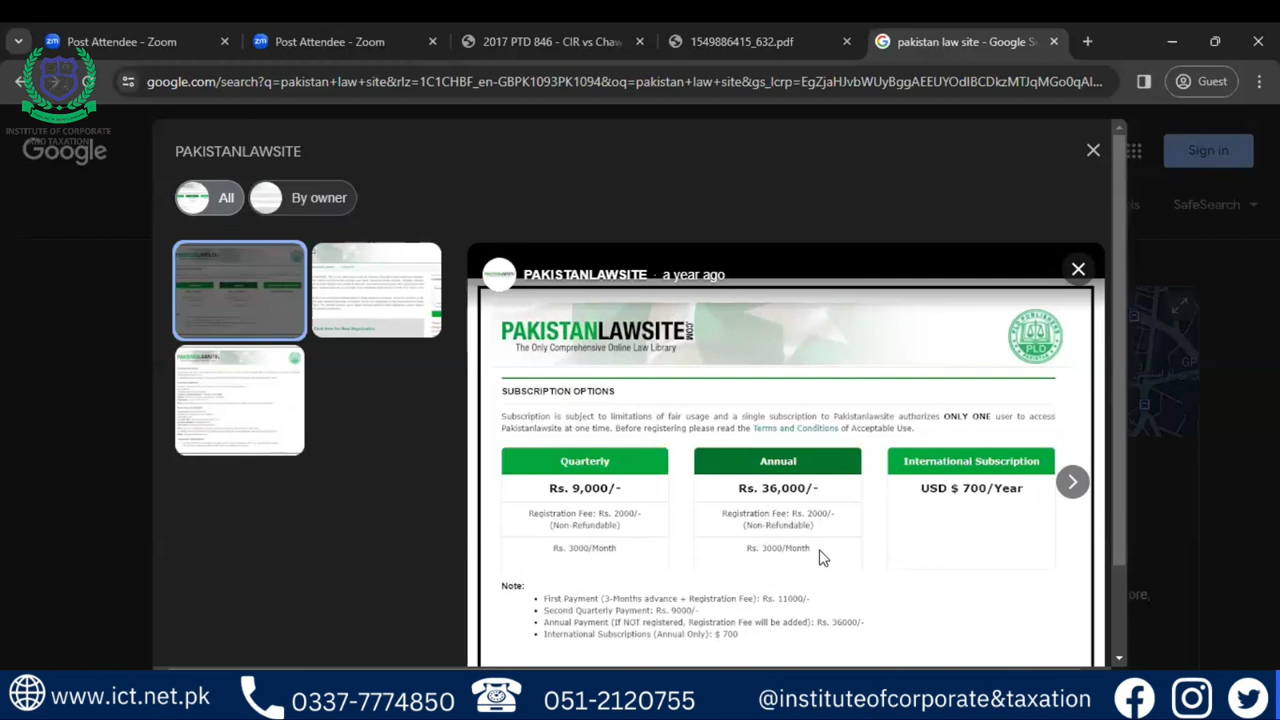 Post Attendee - Zoom
Post Attendee - Zoom
2017 PTD 846 - CIR vs Chaw
1549886415_632.pdf
pakistan law site - Google S
google.com/search?q=pakistan+law+site&rlz=1C1CHBF_en-GBPK1093PK1094&oq=pakistan+law+site&gs_lcrp=EgZjaHJvbWUyBggAEEUYOdIBCDkzMTJqMGo0qAl...
Guest
INSTITUTE OF CORPORATE
AND TAXATION
Google
PAKISTANLAWSITE
Sign in
All
By owner
SafeSearch
PAKISTANLAWSITE · a year ago
PAKISTANLAWSITE.COM
The Only Comprehensive Online Law Library
PLD
SUBSCRIPTION OPTIONS
Subscription is subject to limitations of fair usage and a single subscription to Pakistanlawsite authorizes ONLY ONE user to access
Pakistanlawsite at one time. Before registering please read the Terms and Conditions of Acceptable Use.
Quarterly
Annual
International Subscription
Rs. 9,000/-
Rs. 36,000/-
USD $ 700/Year
Registration Fee: Rs. 2000/-
(Non-Refundable)
Registration Fee: Rs. 2000/-
(Non-Refundable)
Rs. 3000/Month
Rs. 3000/Month
Note:
• First Payment (3-Months advance + Registration Fee): Rs. 11000/-
• Second Quarterly Payment: Rs. 9000/-
• Annual Payment (If NOT registered, Registration Fee will be added): Rs. 36000/-
• International Subscriptions (Annual Only): $ 700
www.ict.net.pk
0337-7774850
051-2120755
@instituteofcorporate&taxation